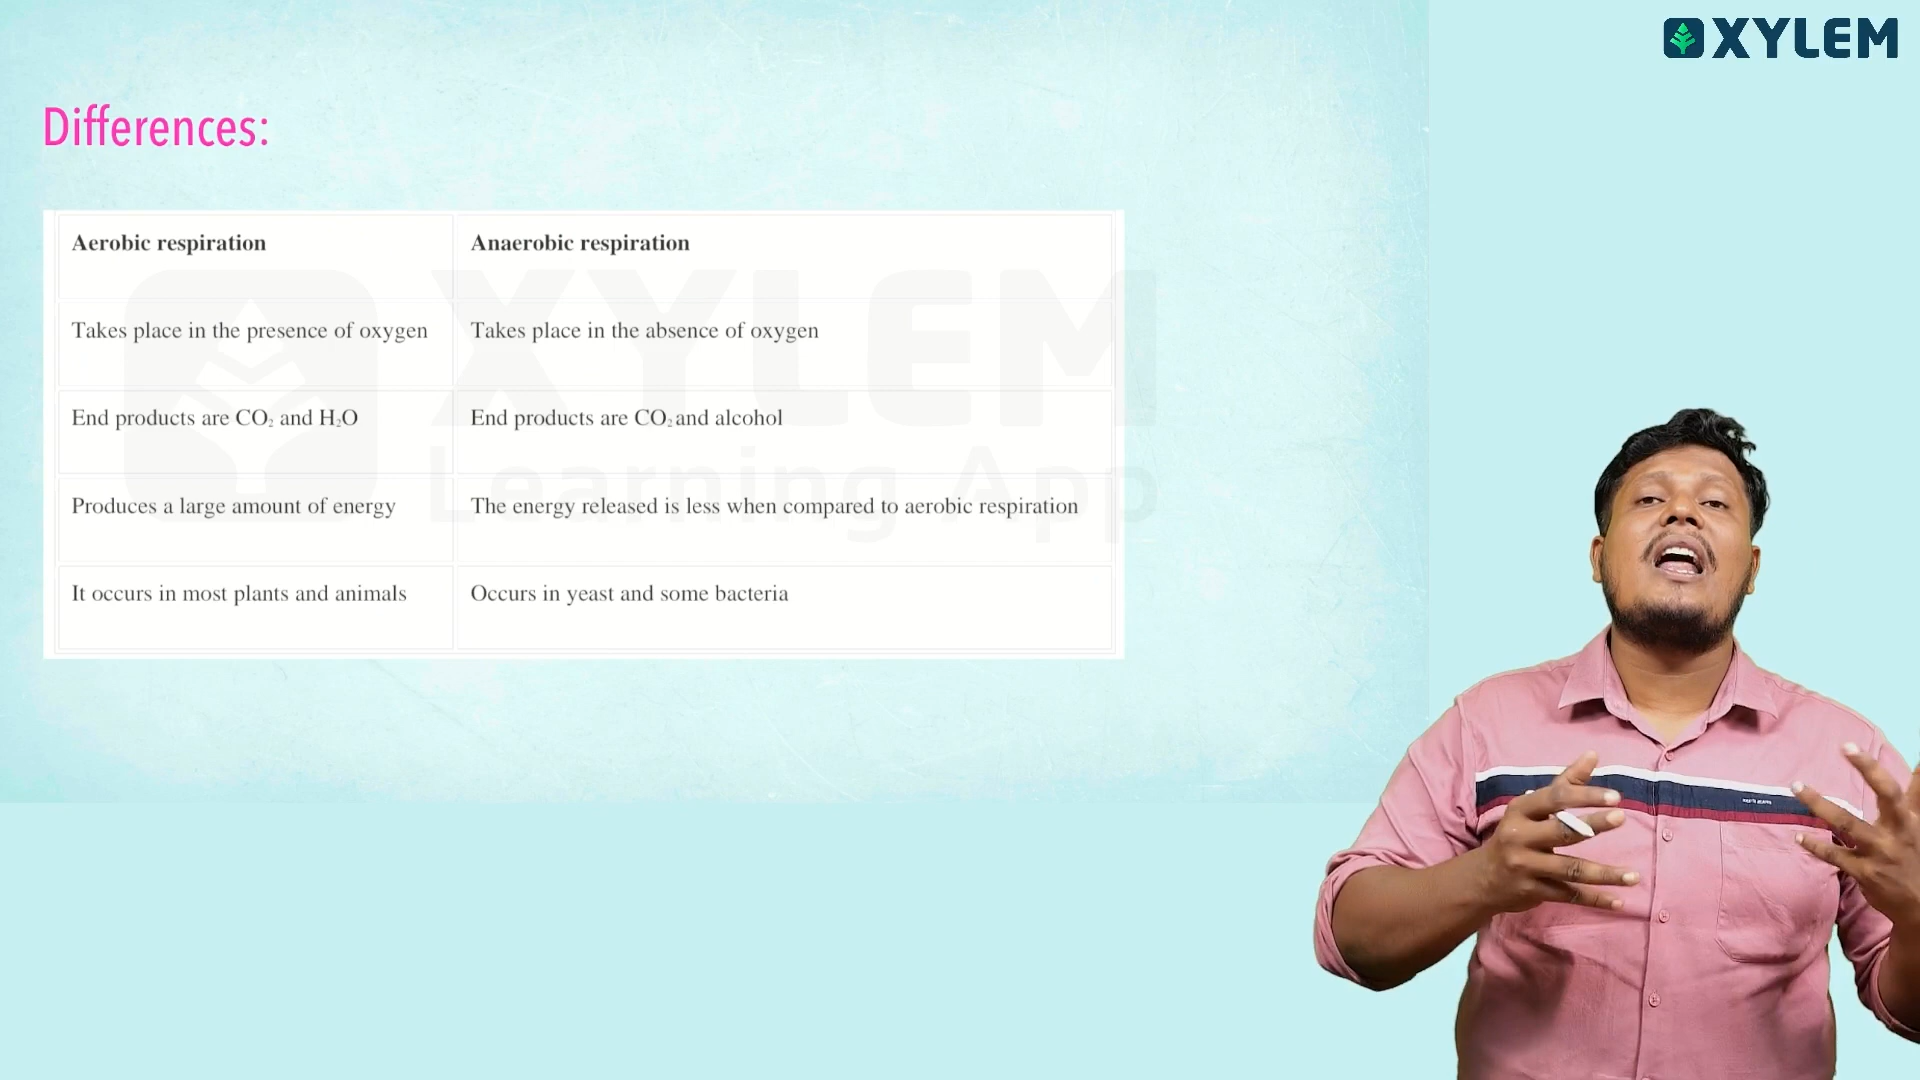 XYLEM
Differences:
Aerobic respiration
Anaerobic respiration
Takes place in the presence of oxygen
Takes place in the absence of oxygen
End products are CO₂ and H₂O
End products are CO₂ and alcohol
Produces a large amount of energy
The energy released is less when compared to aerobic respiration
It occurs in most plants and animals
Occurs in yeast and some bacteria
XYLEM
Learning App